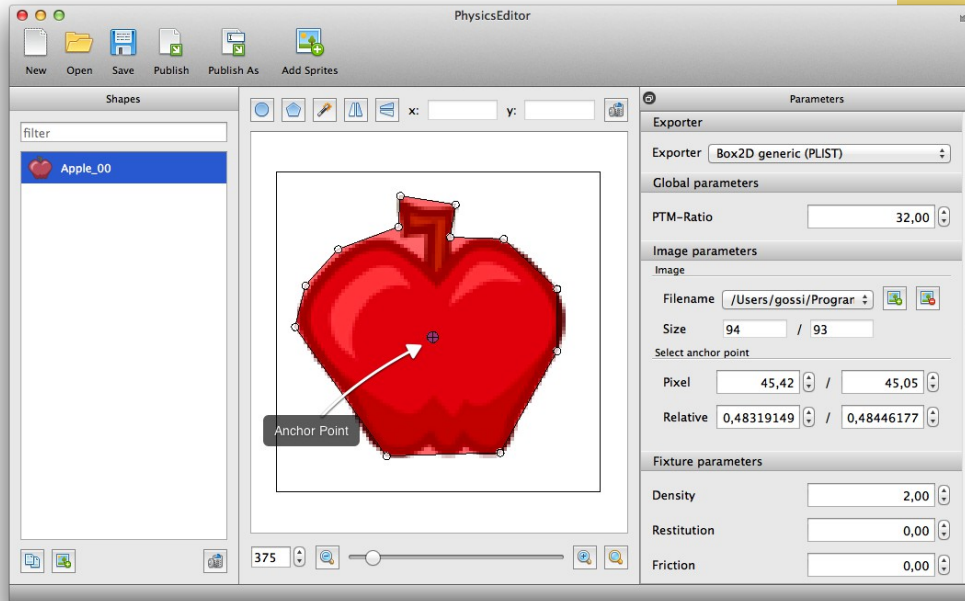 PhysicsEditor
New Open Save Publish Publish As Add Sprites
Shapes
filter
Apple_00
x: y:
Anchor Point
375
Parameters
Exporter
Exporter Box2D generic (PLIST)
Global parameters
PTM-Ratio 32,00
Image parameters
Image
Filename /Users/gossi/Prograr
Size 94 / 93
Select anchor point
Pixel 45,42 / 45,05
Relative 0,48319149 / 0,48446177
Fixture parameters
Density 2,00
Restitution 0,00
Friction 0,00